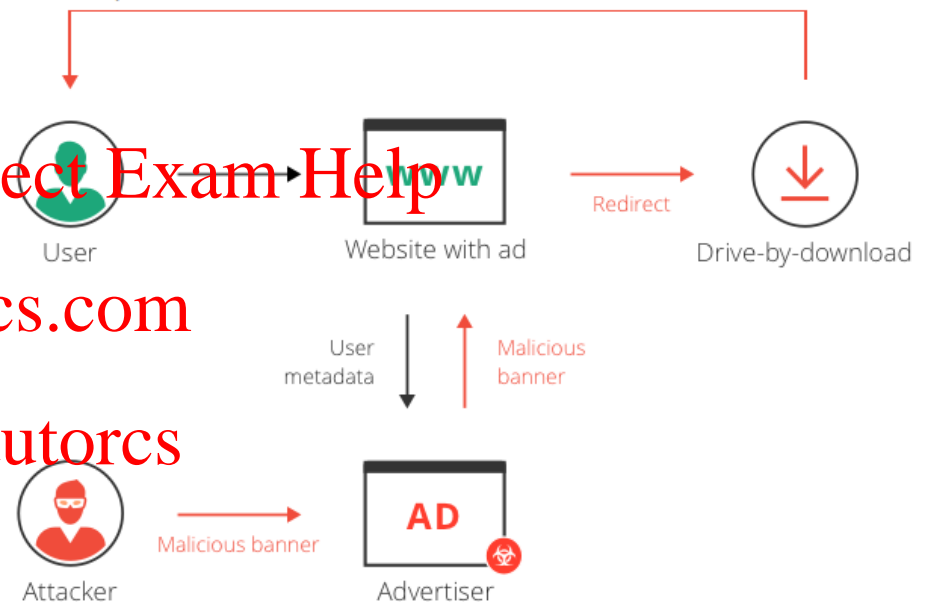 ect Exam Help
www
Redirect
User
Website with ad
Drive-by-download
cs.com
User
metadata
Malicious
banner
utorcs
AD
Malicious banner
Attacker
Advertiser